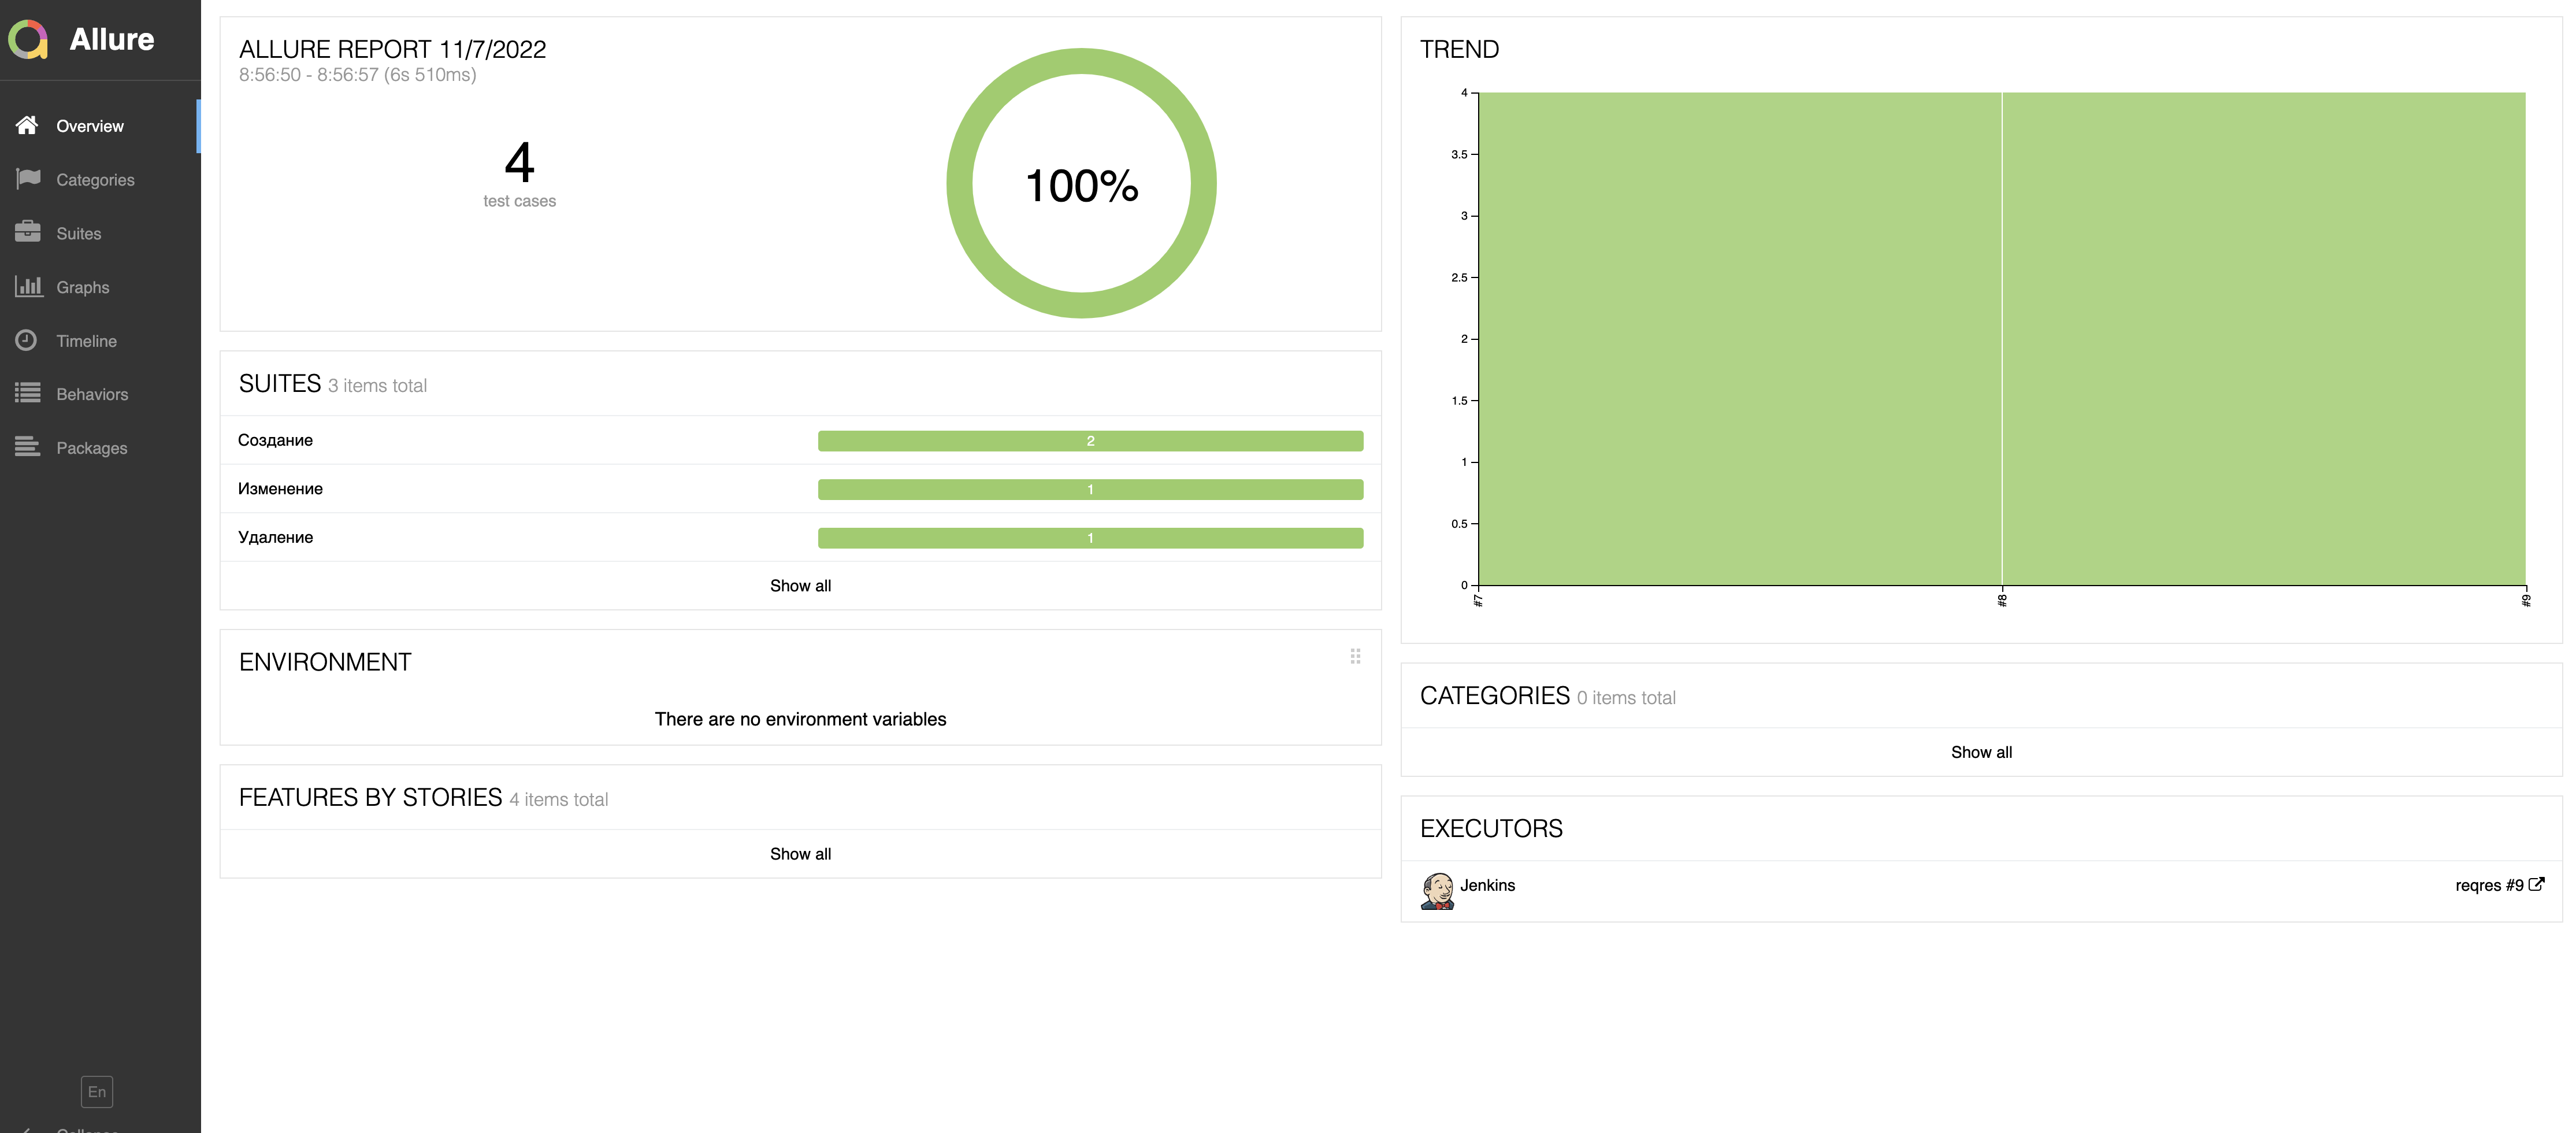 Allure
Overview
Categories
Suites
Graphs
Timeline
Behaviors
Packages
En
ALLURE REPORT 11/7/2022
8:56:50 - 8:56:57 (6s 510ms)
4
test cases
100%
SUITES 3 items total
Создание 2
Изменение 1
Удаление 1
Show all
ENVIRONMENT
There are no environment variables
FEATURES BY STORIES 4 items total
Show all
TREND
4
3.5
3
2.5
2
1.5
1
0.5
0
#7 #8 #9
CATEGORIES 0 items total
Show all
EXECUTORS
Jenkins reqres #9